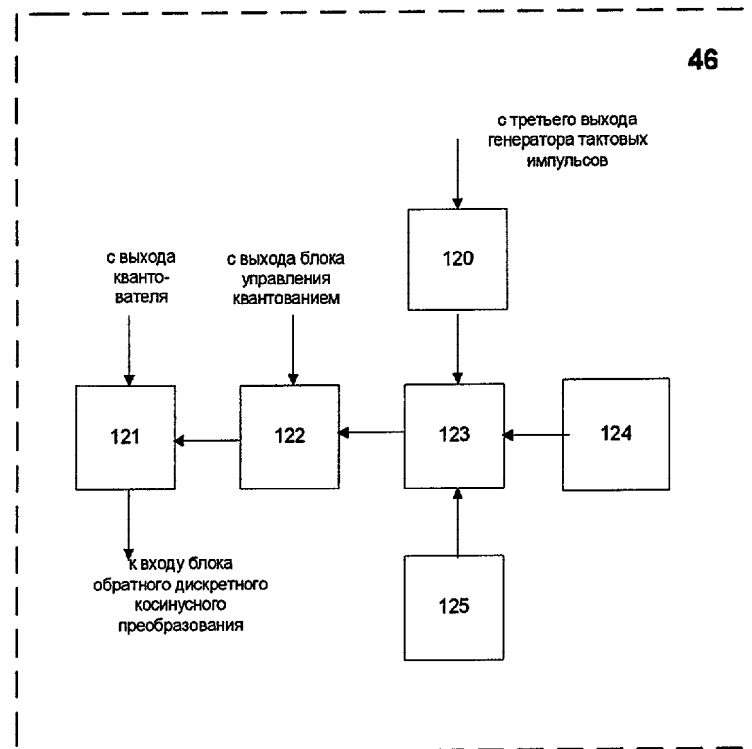 46
с третьего выхода
генератора тактовых
импульсов
120
с выхода
кванто-
вателя
с выхода блока
управления
квантованием
121
122
123
124
к входу блока
обратного дискретного
косинусного
преобразования
125